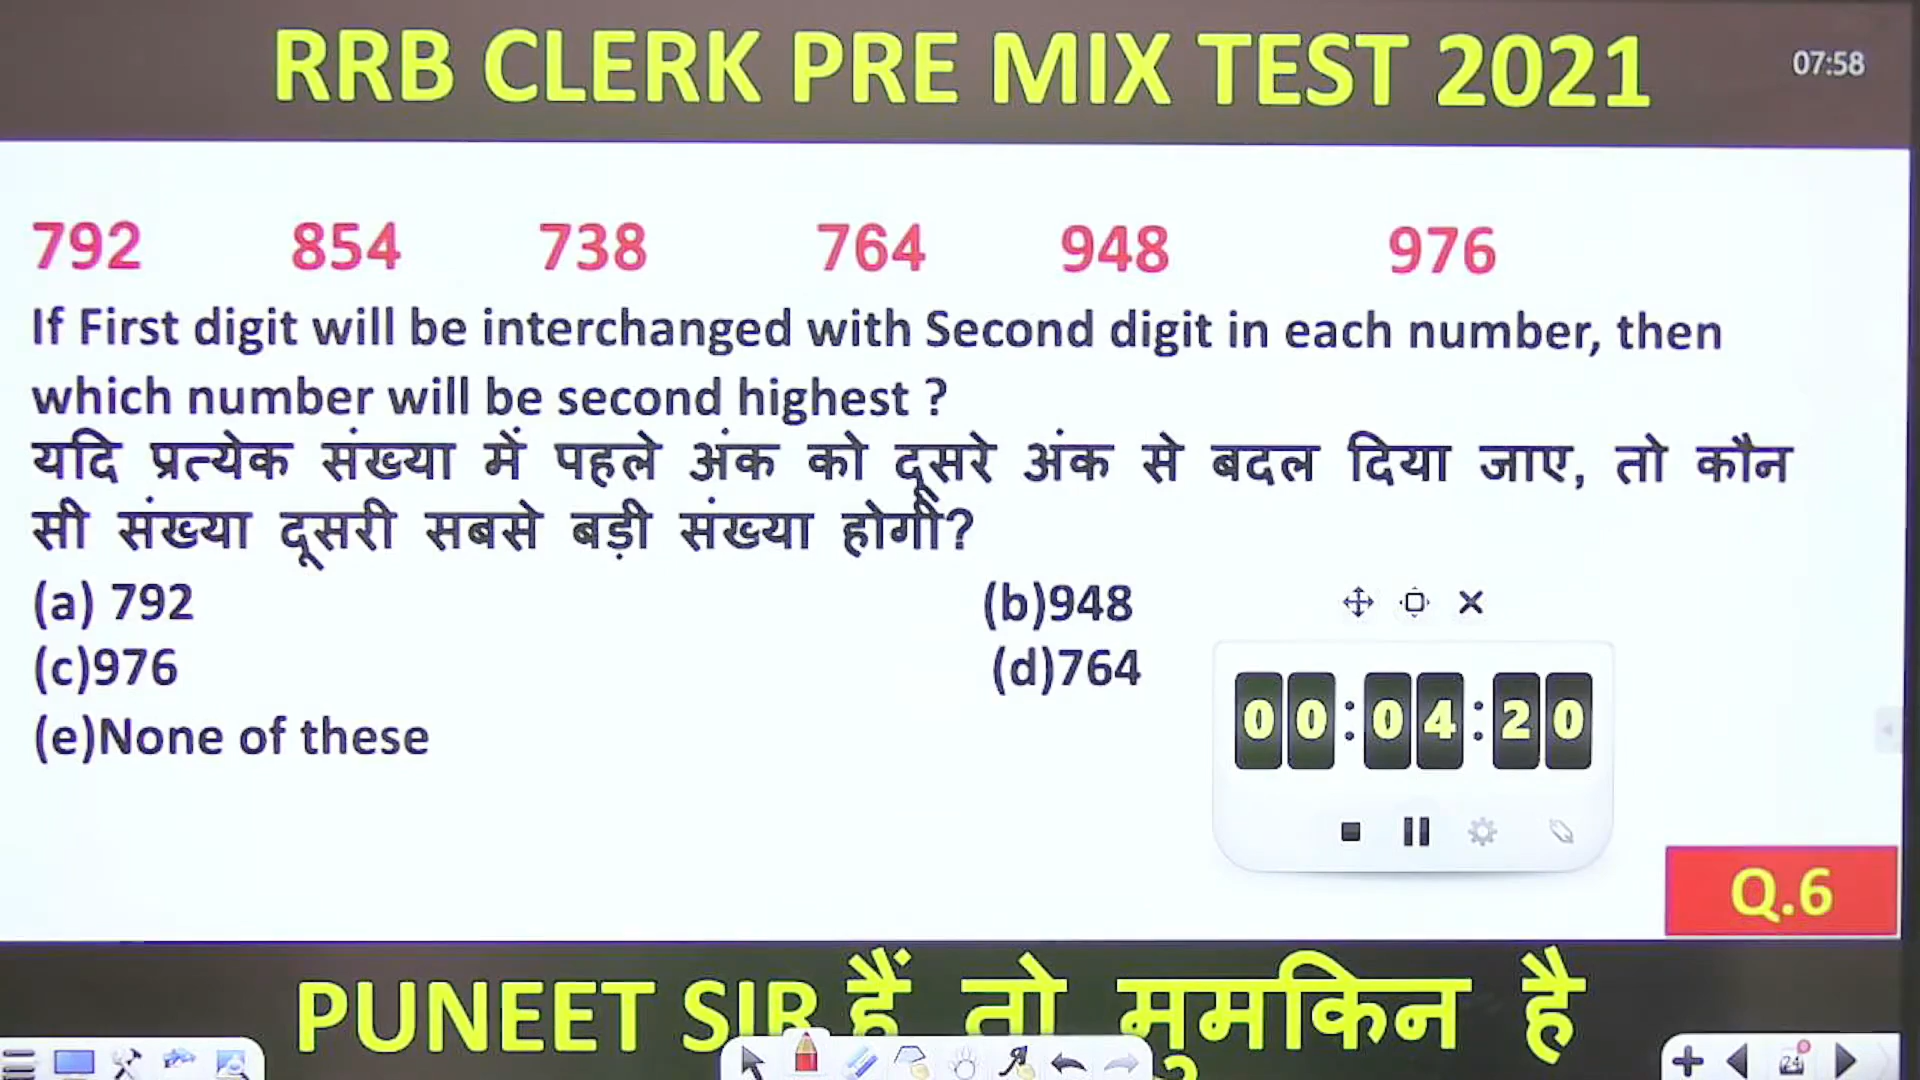 RRB CLERK PRE MIX TEST 2021
07:58
792 854 738 764 948 976
If First digit will be interchanged with Second digit in each number, then
which number will be second highest ?
यदि प्रत्येक संख्या में पहले अंक को दूसरे अंक से बदल दिया जाए, तो कौन
सी संख्या दूसरी सबसे बड़ी संख्या होगी?
(a) 792 (b)948
(c)976 (d)764
(e)None of these
00:04:20
Q.6
PUNEET SIR हैं तो मुमकिन है
24